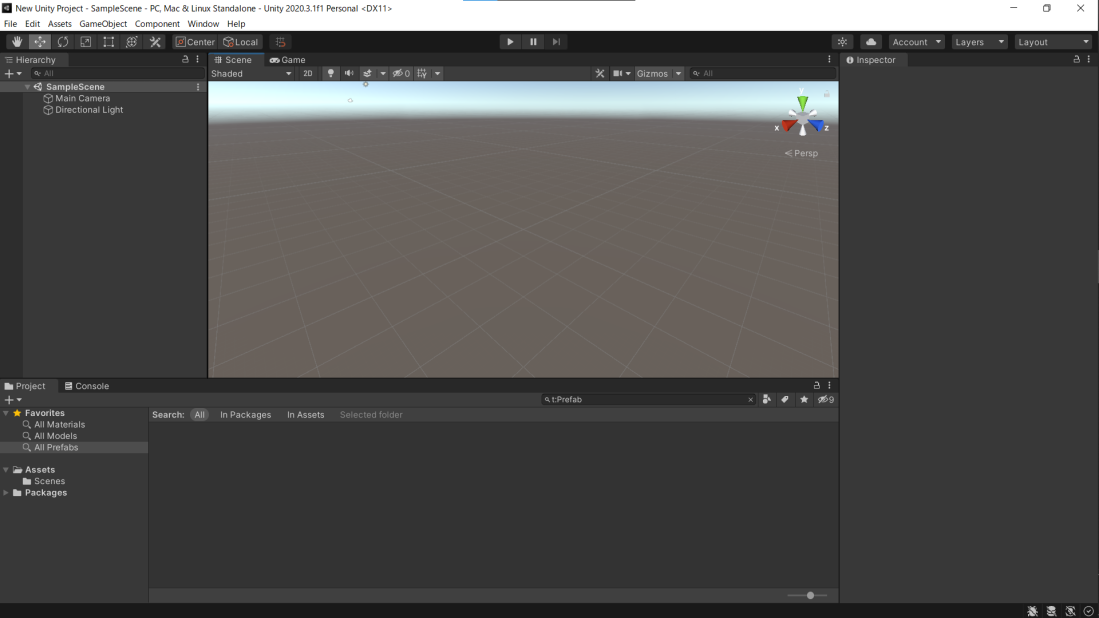 New Unity Project - SampleScene - PC, Mac & Linux Standalone - Unity 2020.3.1f1 Personal <DX11>
File Edit Assets GameObject Component Window Help
Center Local Account Layers Layout
Hierarchy
All
SampleScene
Main Camera
Directional Light
Scene Game
Shaded 2D 0 Gizmos All
y
x z
Persp
Inspector
Project Console
t:Prefab 9
Favorites
All Materials
All Models
All Prefabs
Assets
Scenes
Packages
Search: All In Packages In Assets Selected folder